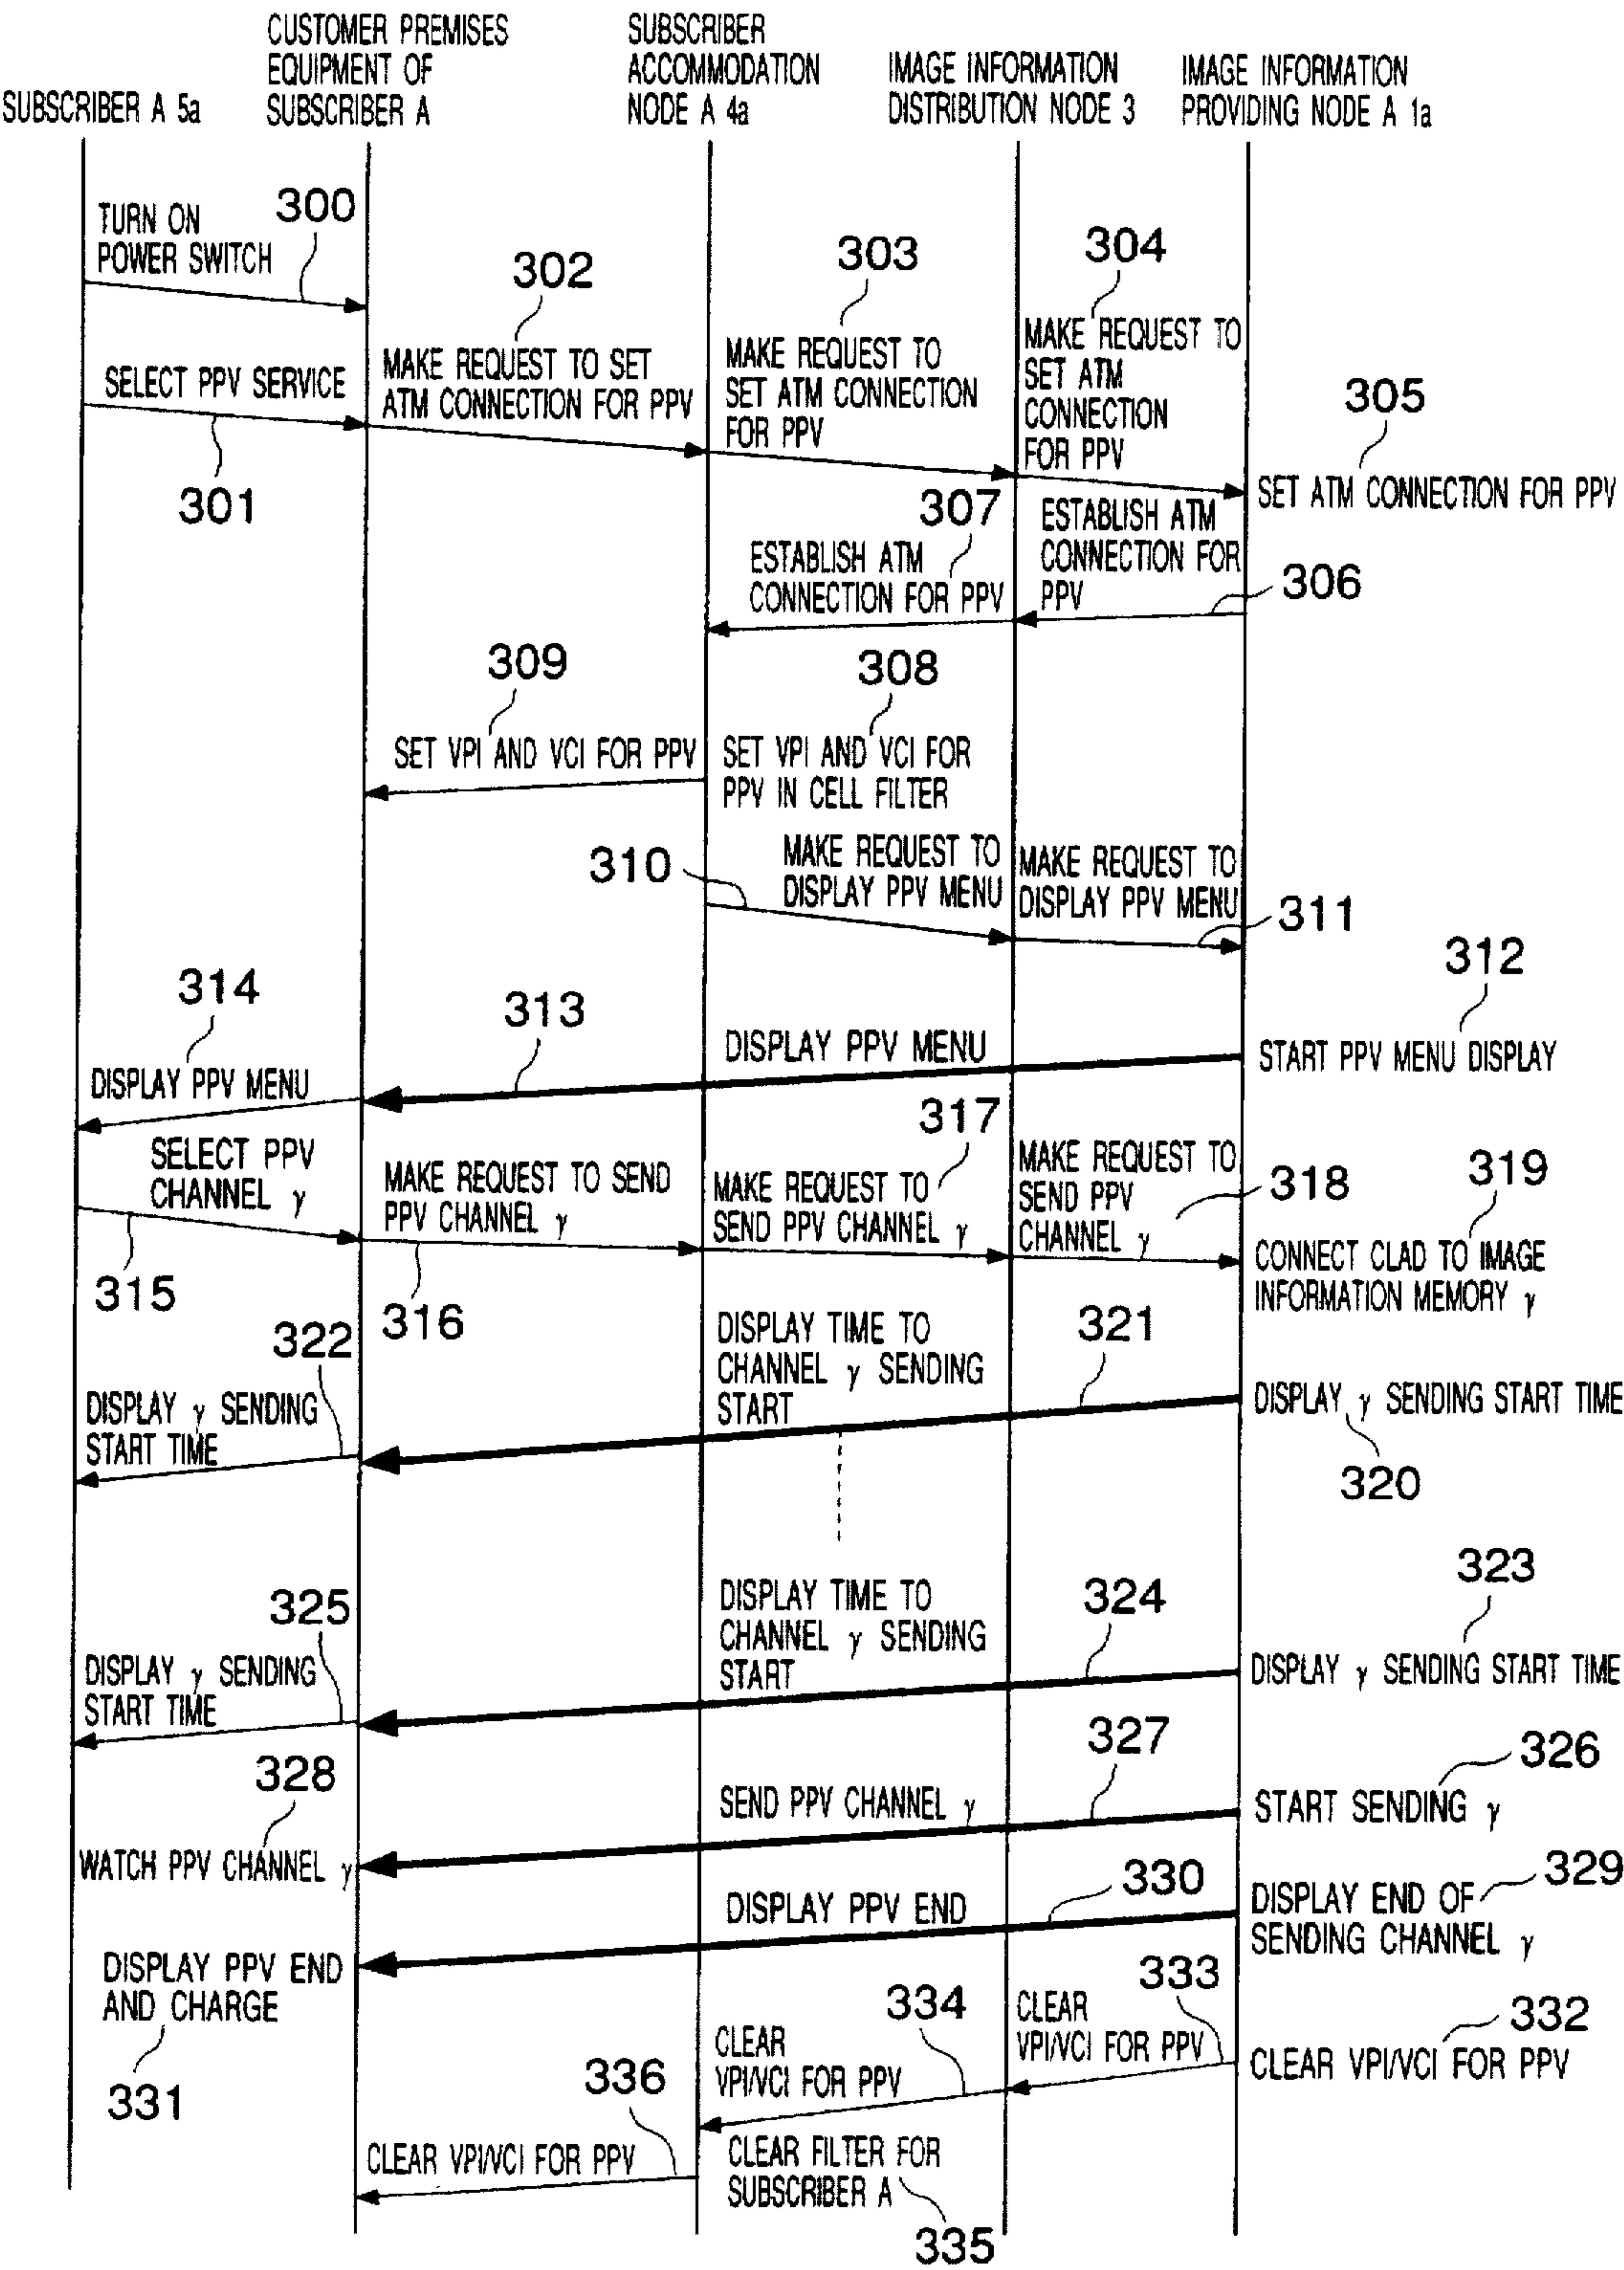 CUSTOMER PREMISES
EQUIPMENT OF
SUBSCRIBER A
SUBSCRIBER
ACCOMMODATION
NODE A 4a
IMAGE INFORMATION
DISTRIBUTION NODE 3
IMAGE INFORMATION
PROVIDING NODE A 1a
SUBSCRIBER A 5a
TURN ON
POWER SWITCH
300
302
303
304
SELECT PPV SERVICE
301
MAKE REQUEST TO SET
ATM CONNECTION FOR PPV
MAKE REQUEST TO
SET ATM CONNECTION
FOR PPV
MAKE REQUEST TO
SET ATM
CONNECTION
FOR PPV
305
SET ATM CONNECTION FOR PPV
307
ESTABLISH ATM
CONNECTION FOR PPV
ESTABLISH ATM
CONNECTION FOR
PPV
306
309
308
SET VPI AND VCI FOR PPV
SET VPI AND VCI FOR
PPV IN CELL FILTER
310
MAKE REQUEST TO
DISPLAY PPV MENU
MAKE REQUEST TO
DISPLAY PPV MENU
311
312
314
313
DISPLAY PPV MENU
START PPV MENU DISPLAY
DISPLAY PPV MENU
317
SELECT PPV
CHANNEL γ
315
MAKE REQUEST TO SEND
PPV CHANNEL γ
316
MAKE REQUEST TO
SEND PPV CHANNEL γ
MAKE REQUEST TO
SEND PPV
CHANNEL γ
318
319
CONNECT CLAD TO IMAGE
INFORMATION MEMORY γ
322
DISPLAY TIME TO
CHANNEL γ SENDING
START
321
DISPLAY γ SENDING
START TIME
DISPLAY γ SENDING START TIME
320
323
325
DISPLAY TIME TO
CHANNEL γ SENDING
START
324
DISPLAY γ SENDING
START TIME
DISPLAY γ SENDING START TIME
327
326
328
SEND PPV CHANNEL γ
START SENDING γ
WATCH PPV CHANNEL γ
330
329
DISPLAY PPV END
DISPLAY END OF
SENDING CHANNEL γ
DISPLAY PPV END
AND CHARGE
331
334
333
332
CLEAR
VPI/VCI FOR PPV
CLEAR VPI/VCI FOR PPV
CLEAR
VPI/VCI FOR PPV
336
CLEAR VPI/VCI FOR PPV
CLEAR FILTER FOR
SUBSCRIBER A
335